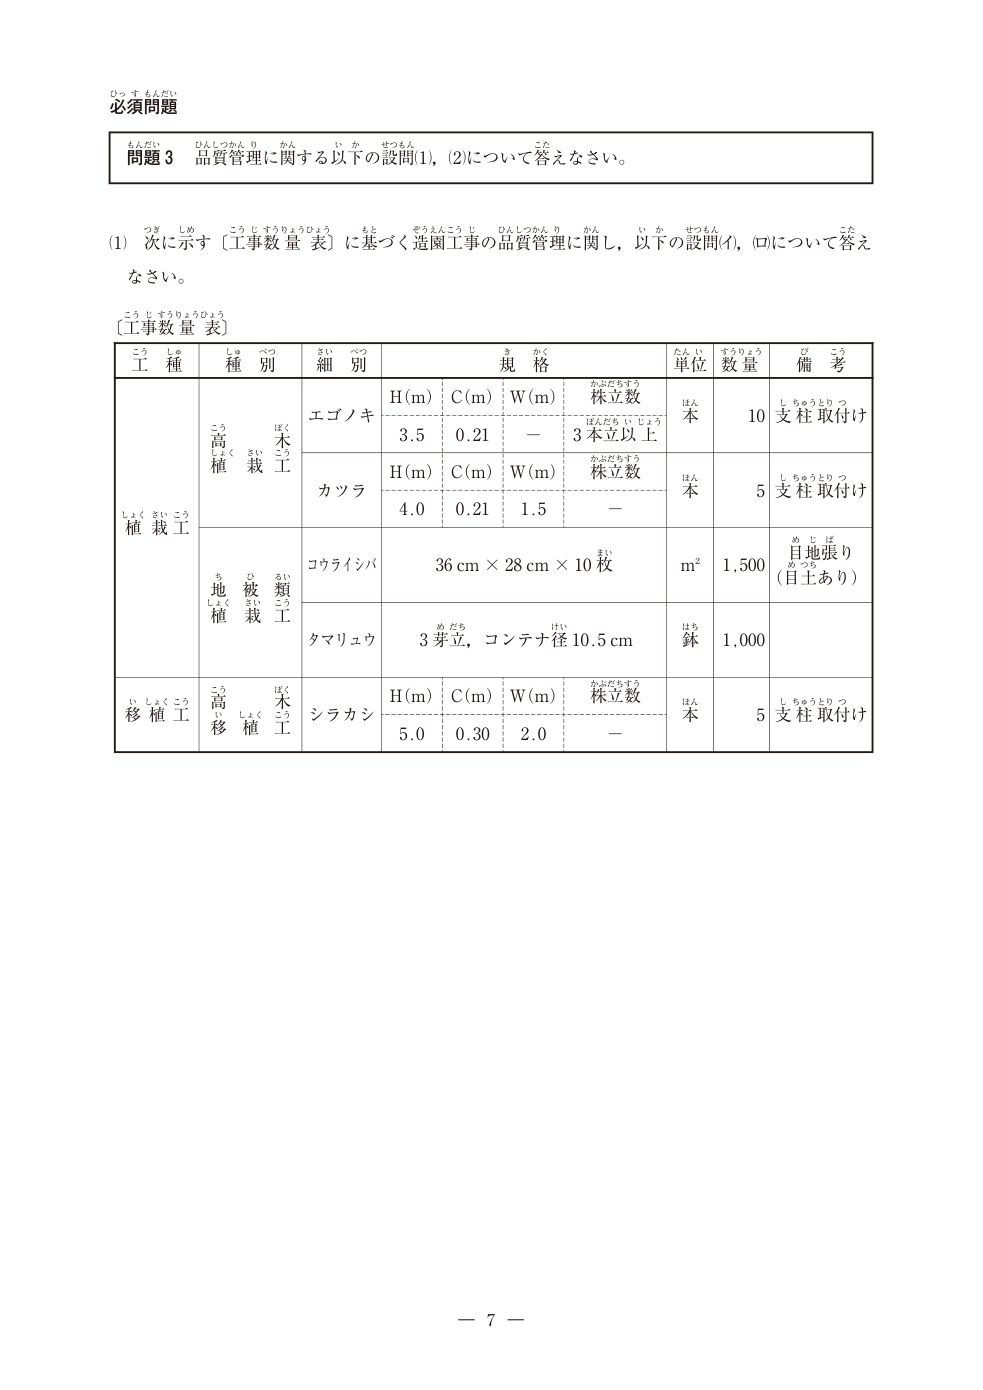 必須問題
問題3 品質管理に関する以下の設問(1),(2)について答えなさい。
(1) 次に示す〔工事数量表〕に基づく造園工事の品質管理に関し,以下の設問(イ),(ロ)について答え
なさい。
〔工事数量表〕
工種 種別 細別 規格 単位 数量 備考
植栽工 高木植栽工 エゴノキ H(m) C(m) W(m) 株立数 本 10 支柱取付け
3.5 0.21 — 3本立以上
カツラ H(m) C(m) W(m) 株立数 本 5 支柱取付け
4.0 0.21 1.5 —
地被類植栽工 コウライシバ 36 cm × 28 cm × 10 枚 m² 1,500 目地張り
(目土あり)
タマリュウ 3芽立,コンテナ径 10.5 cm 鉢 1,000
移植工 高木移植工 シラカシ H(m) C(m) W(m) 株立数 本 5 支柱取付け
5.0 0.30 2.0 —
— 7 —